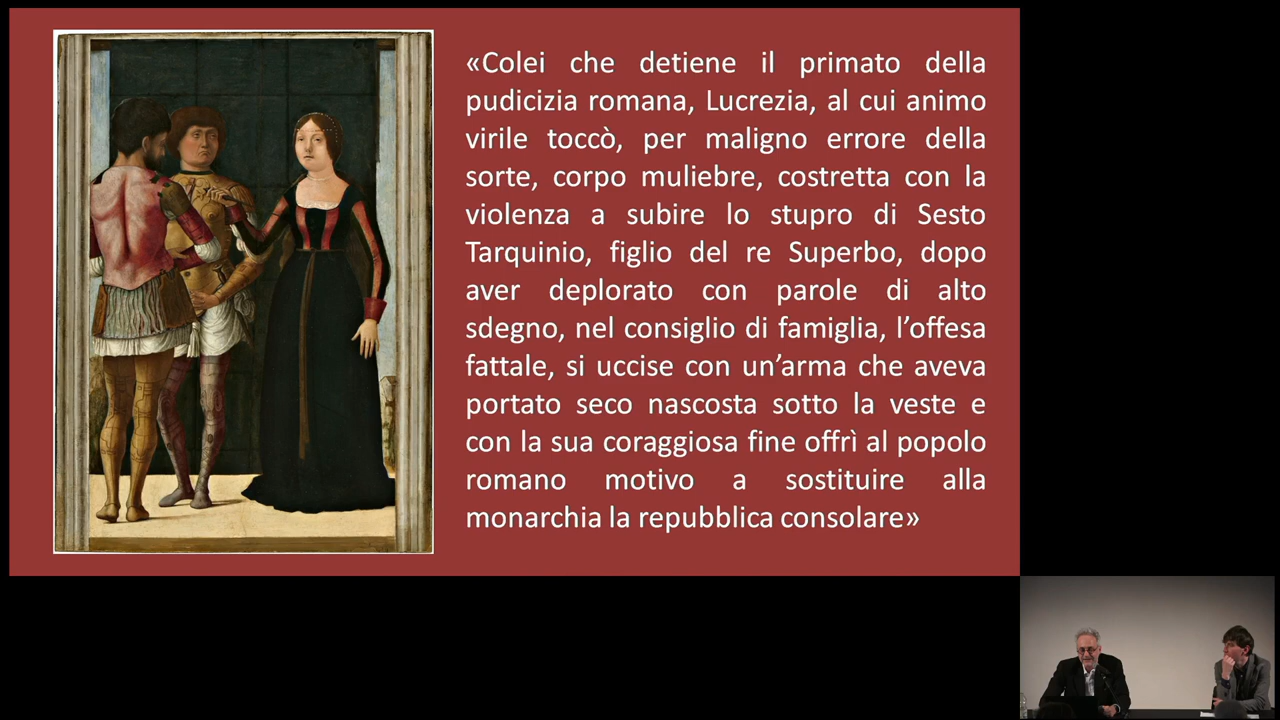 «Colei che detiene il primato della
pudicizia romana, Lucrezia, al cui animo
virile toccò, per maligno errore della
sorte, corpo muliebre, costretta con la
violenza a subire lo stupro di Sesto
Tarquinio, figlio del re Superbo, dopo
aver deplorato con parole di alto
sdegno, nel consiglio di famiglia, l’offesa
fattale, si uccise con un’arma che aveva
portato seco nascosta sotto la veste e
con la sua coraggiosa fine offrì al popolo
romano motivo a sostituire alla
monarchia la repubblica consolare»